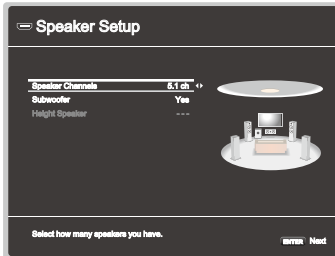 Speaker Setup
Speaker Channels 5.1 ch
Subwoofer Yes
Height Speaker ---
Select how many speakers you have.
ENTER Next